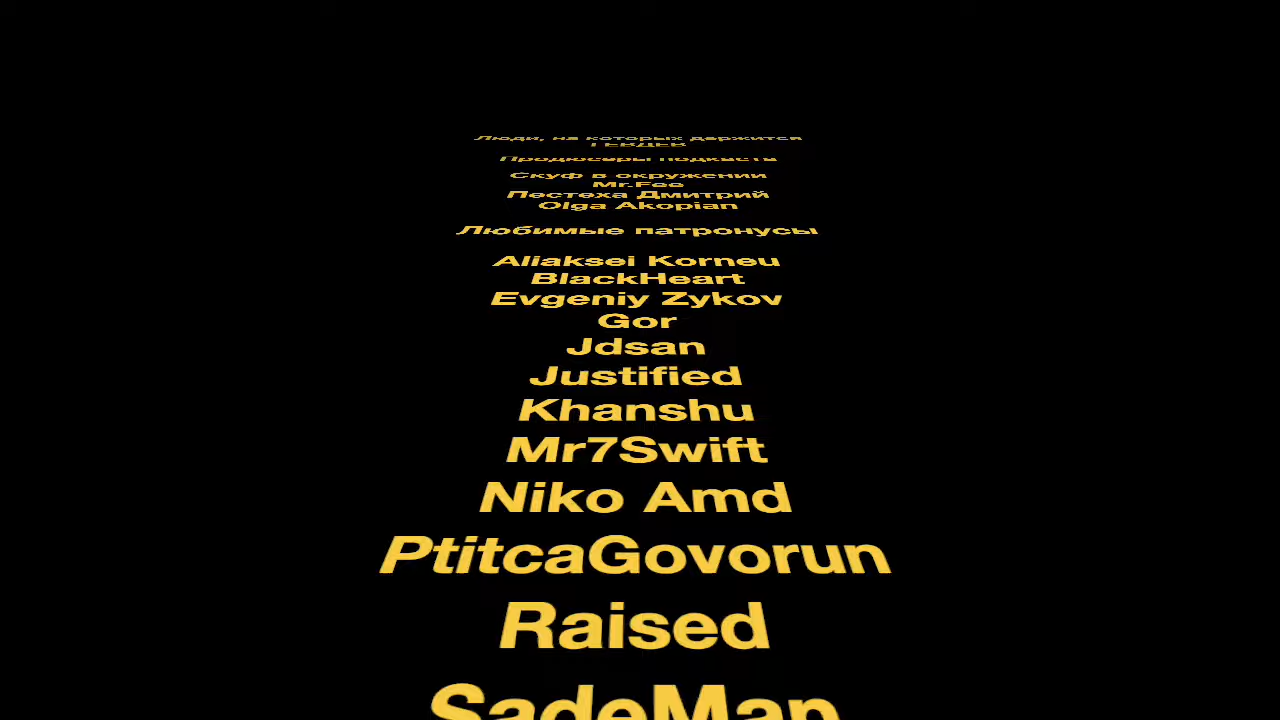 Люди, на которых держится
Продюсеры подкаста
Скуф в окружении
Mr.Fee
Пестеха Дмитрий
Olga Akopian
Любимые патронусы
Aliaksei Korneu
BlackHeart
Evgeniy Zykov
Gor
Jdsan
Justified
Khanshu
Mr7Swift
Niko Amd
PtitcaGovorun
Raised